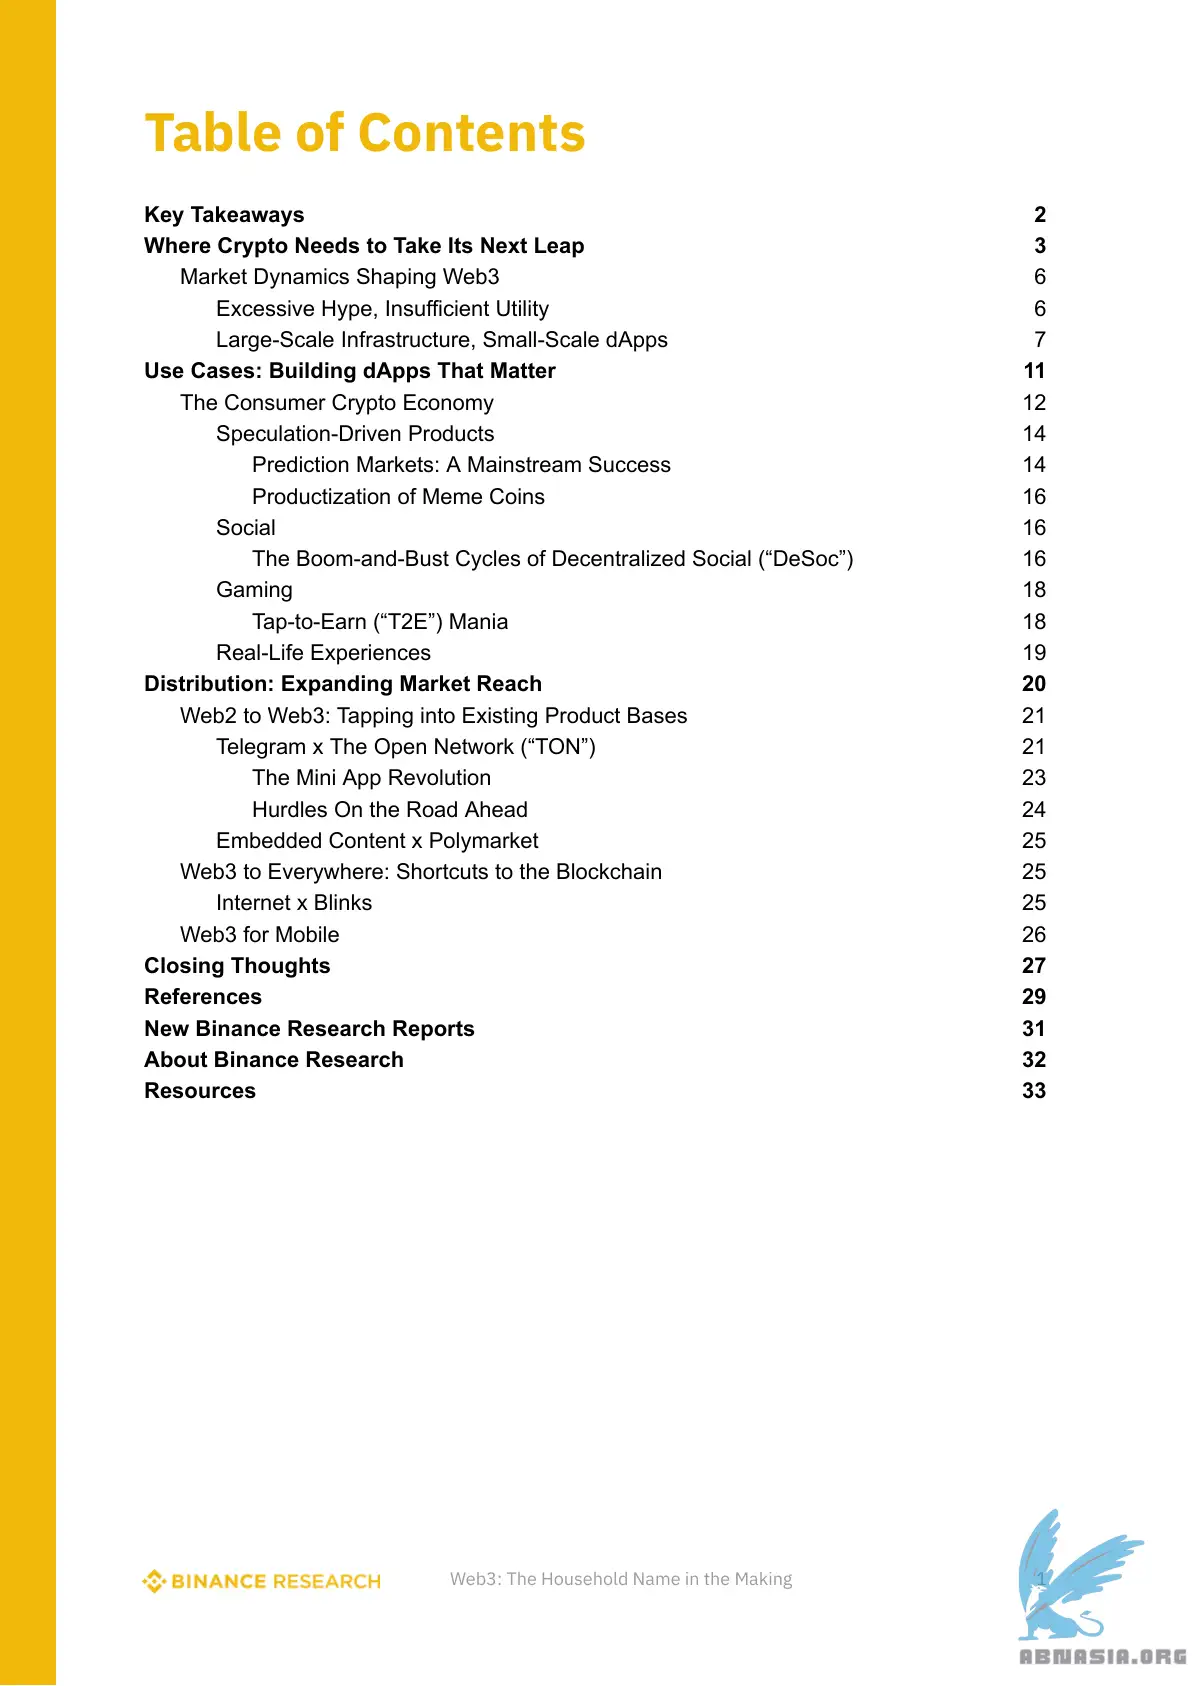 Table of Contents
Key Takeaways 2
Where Crypto Needs to Take Its Next Leap 3
Market Dynamics Shaping Web3 6
Excessive Hype, Insufficient Utility 6
Large-Scale Infrastructure, Small-Scale dApps 7
Use Cases: Building dApps That Matter 11
The Consumer Crypto Economy 12
Speculation-Driven Products 14
Prediction Markets: A Mainstream Success 14
Productization of Meme Coins 16
Social 16
The Boom-and-Bust Cycles of Decentralized Social (“DeSoc”) 16
Gaming 18
Tap-to-Earn (“T2E”) Mania 18
Real-Life Experiences 19
Distribution: Expanding Market Reach 20
Web2 to Web3: Tapping into Existing Product Bases 21
Telegram x The Open Network (“TON”) 21
The Mini App Revolution 23
Hurdles On the Road Ahead 24
Embedded Content x Polymarket 25
Web3 to Everywhere: Shortcuts to the Blockchain 25
Internet x Blinks 25
Web3 for Mobile 26
Closing Thoughts 27
References 29
New Binance Research Reports 31
About Binance Research 32
Resources 33
BINANCE RESEARCH Web3: The Household Name in the Making 1
ABNASIA.ORG